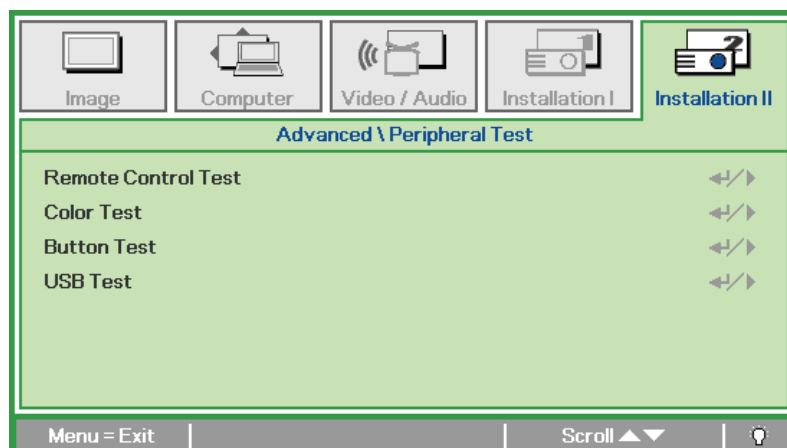 Image
Computer
Video / Audio
Installation I
Installation II
Advanced \ Peripheral Test
Remote Control Test
Color Test
Button Test
USB Test
Menu = Exit
Scroll ▲▼